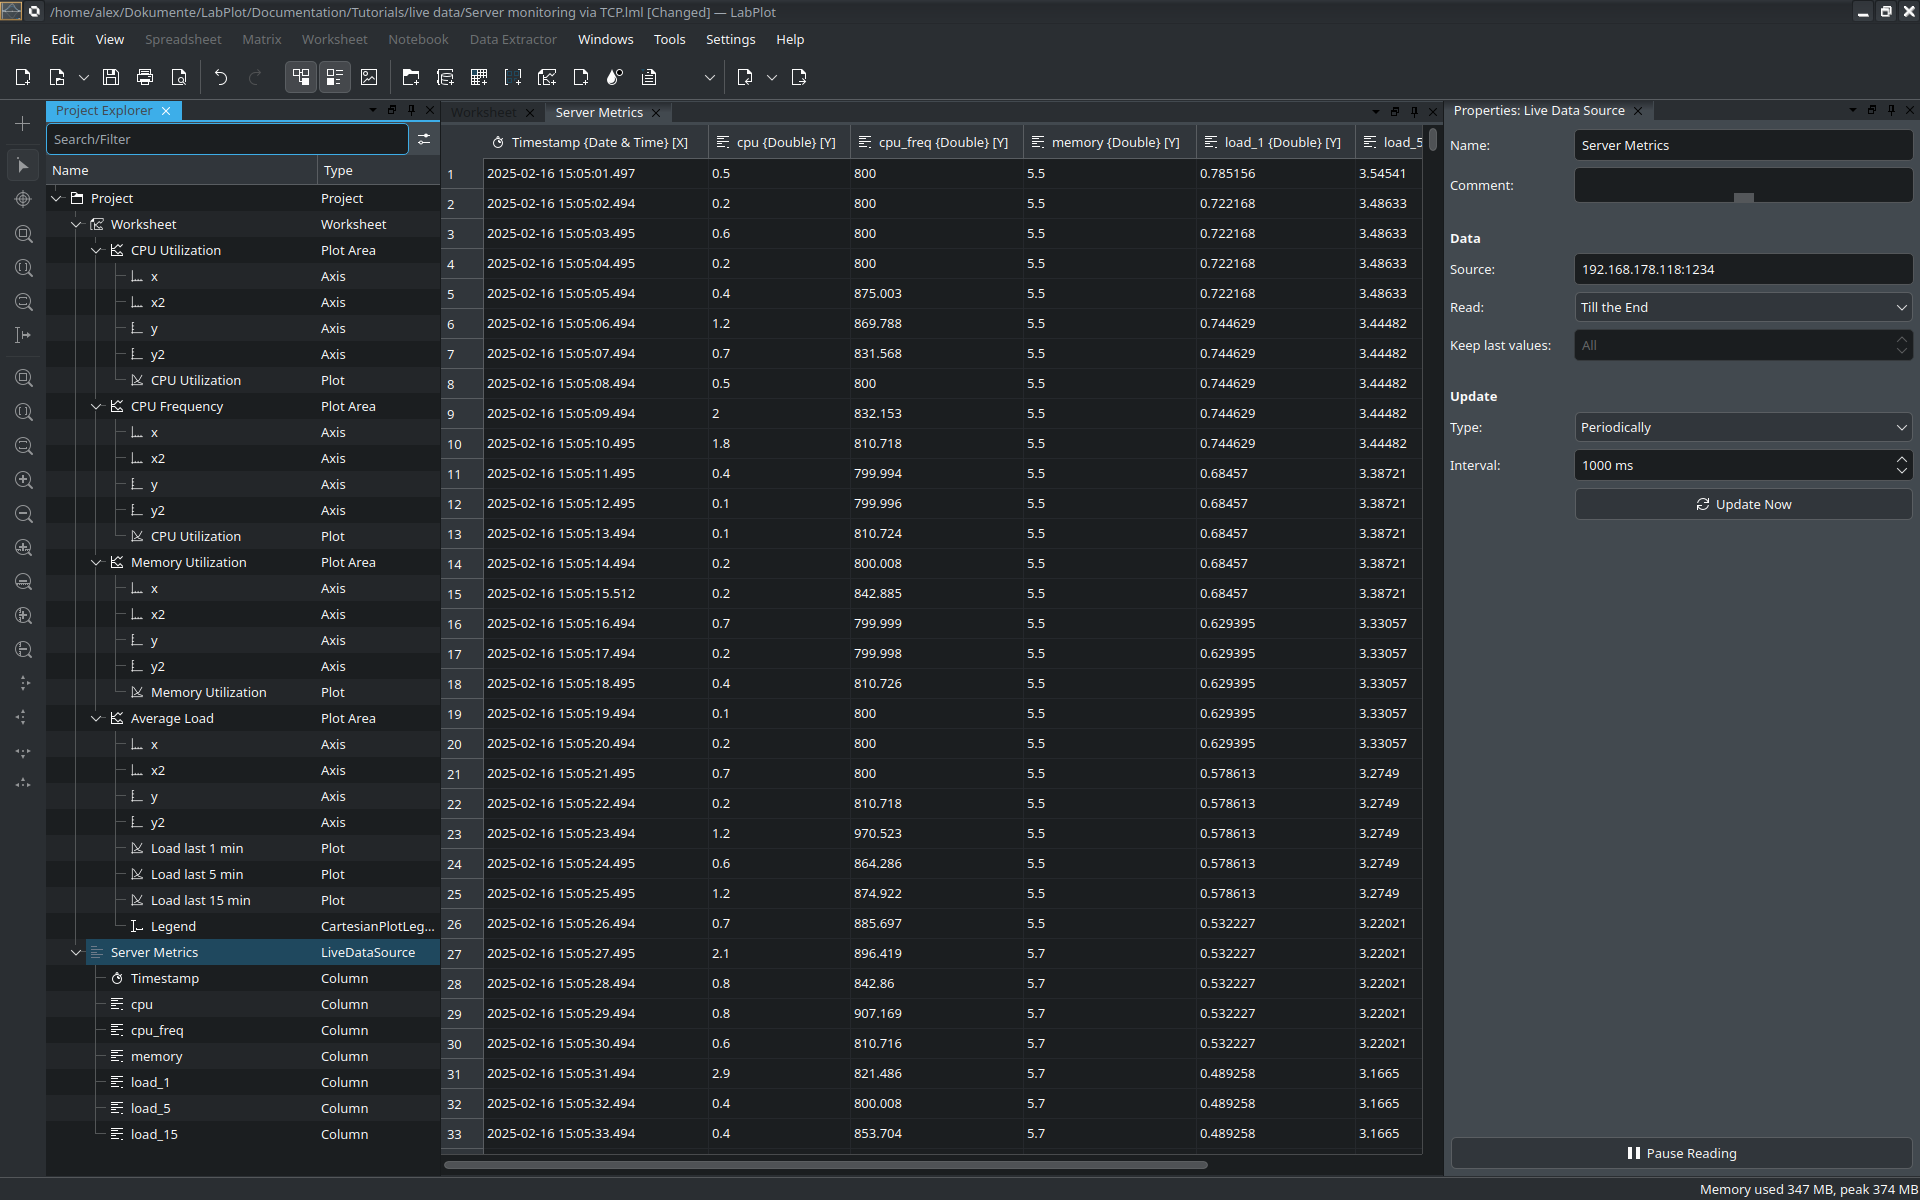 /home/alex/Dokumente/LabPlot/Documentation/Tutorials/live data/Server monitoring via TCP.lml [Changed] — LabPlot
File Edit View Spreadsheet Matrix Worksheet Notebook Data Extractor Windows Tools Settings Help
Project Explorer
Search/Filter
Name Type
Project Project
Worksheet Worksheet
CPU Utilization Plot Area
x Axis
x2 Axis
y Axis
y2 Axis
CPU Utilization Plot
CPU Frequency Plot Area
x Axis
x2 Axis
y Axis
y2 Axis
CPU Utilization Plot
Memory Utilization Plot Area
x Axis
x2 Axis
y Axis
y2 Axis
Memory Utilization Plot
Average Load Plot Area
x Axis
x2 Axis
y Axis
y2 Axis
Load last 1 min Plot
Load last 5 min Plot
Load last 15 min Plot
Legend CartesianPlotLeg...
Server Metrics LiveDataSource
Timestamp Column
cpu Column
cpu_freq Column
memory Column
load_1 Column
load_5 Column
load_15 Column
Worksheet Server Metrics
Timestamp {Date & Time} [X] cpu {Double} [Y] cpu_freq {Double} [Y] memory {Double} [Y] load_1 {Double} [Y] load_5
1 2025-02-16 15:05:01.497 0.5 800 5.5 0.785156 3.54541
2 2025-02-16 15:05:02.494 0.2 800 5.5 0.722168 3.48633
3 2025-02-16 15:05:03.495 0.6 800 5.5 0.722168 3.48633
4 2025-02-16 15:05:04.495 0.2 800 5.5 0.722168 3.48633
5 2025-02-16 15:05:05.494 0.4 875.003 5.5 0.722168 3.48633
6 2025-02-16 15:05:06.494 1.2 869.788 5.5 0.744629 3.44482
7 2025-02-16 15:05:07.494 0.7 831.568 5.5 0.744629 3.44482
8 2025-02-16 15:05:08.494 0.5 800 5.5 0.744629 3.44482
9 2025-02-16 15:05:09.494 2 832.153 5.5 0.744629 3.44482
10 2025-02-16 15:05:10.495 1.8 810.718 5.5 0.744629 3.44482
11 2025-02-16 15:05:11.495 0.4 799.994 5.5 0.68457 3.38721
12 2025-02-16 15:05:12.495 0.1 799.996 5.5 0.68457 3.38721
13 2025-02-16 15:05:13.494 0.1 810.724 5.5 0.68457 3.38721
14 2025-02-16 15:05:14.494 0.2 800.008 5.5 0.68457 3.38721
15 2025-02-16 15:05:15.512 0.2 842.885 5.5 0.68457 3.38721
16 2025-02-16 15:05:16.494 0.7 799.999 5.5 0.629395 3.33057
17 2025-02-16 15:05:17.494 0.2 799.998 5.5 0.629395 3.33057
18 2025-02-16 15:05:18.495 0.4 810.726 5.5 0.629395 3.33057
19 2025-02-16 15:05:19.494 0.1 800 5.5 0.629395 3.33057
20 2025-02-16 15:05:20.494 0.2 800 5.5 0.629395 3.33057
21 2025-02-16 15:05:21.495 0.7 800 5.5 0.578613 3.2749
22 2025-02-16 15:05:22.494 0.2 810.718 5.5 0.578613 3.2749
23 2025-02-16 15:05:23.494 1.2 970.523 5.5 0.578613 3.2749
24 2025-02-16 15:05:24.495 0.6 864.286 5.5 0.578613 3.2749
25 2025-02-16 15:05:25.495 1.2 874.922 5.5 0.578613 3.2749
26 2025-02-16 15:05:26.494 0.7 885.697 5.5 0.532227 3.22021
27 2025-02-16 15:05:27.495 2.1 896.419 5.7 0.532227 3.22021
28 2025-02-16 15:05:28.494 0.8 842.86 5.7 0.532227 3.22021
29 2025-02-16 15:05:29.494 0.8 907.169 5.7 0.532227 3.22021
30 2025-02-16 15:05:30.494 0.6 810.716 5.7 0.532227 3.22021
31 2025-02-16 15:05:31.494 2.9 821.486 5.7 0.489258 3.1665
32 2025-02-16 15:05:32.494 0.4 800.008 5.7 0.489258 3.1665
33 2025-02-16 15:05:33.494 0.4 853.704 5.7 0.489258 3.1665
Properties: Live Data Source
Name: Server Metrics
Comment:
Data
Source: 192.168.178.118:1234
Read: Till the End
Keep last values: All
Update
Type: Periodically
Interval: 1000 ms
Update Now
Pause Reading
Memory used 347 MB, peak 374 MB